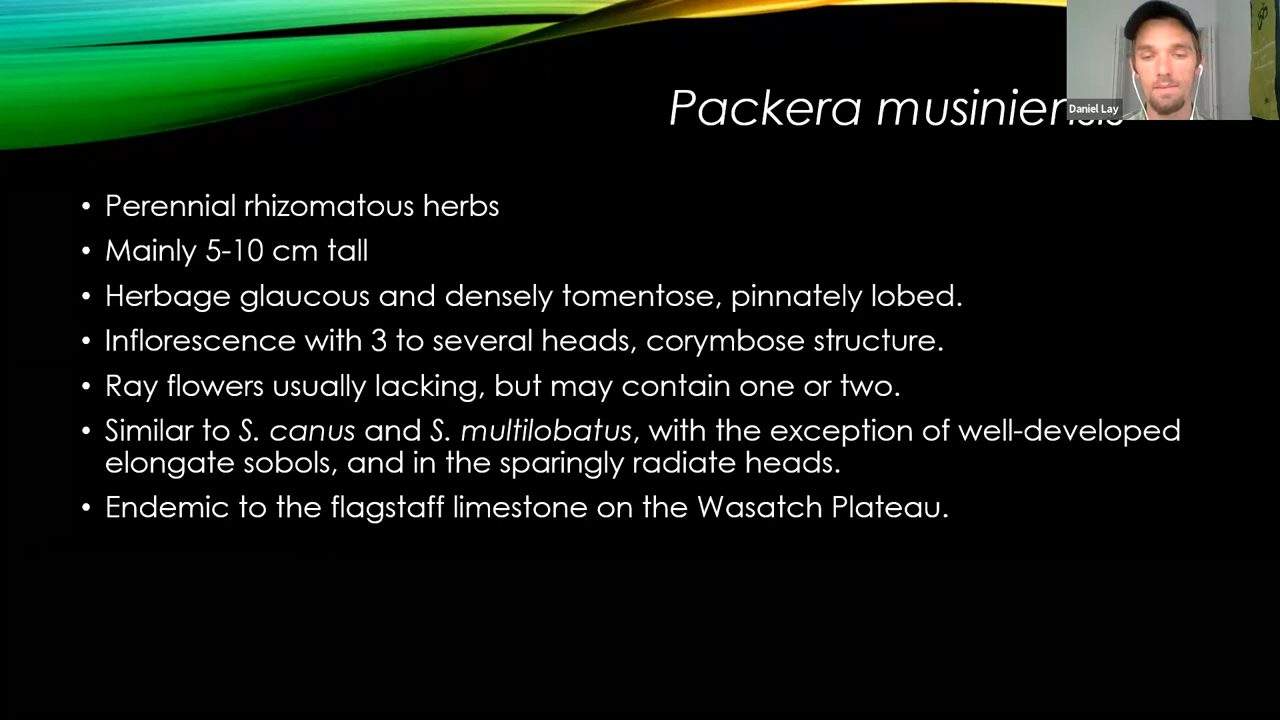 Packera musiniensis
Daniel Lay
• Perennial rhizomatous herbs
• Mainly 5-10 cm tall
• Herbage glaucous and densely tomentose, pinnately lobed.
• Inflorescence with 3 to several heads, corymbose structure.
• Ray flowers usually lacking, but may contain one or two.
• Similar to S. canus and S. multilobatus, with the exception of well-developed
elongate sobols, and in the sparingly radiate heads.
• Endemic to the flagstaff limestone on the Wasatch Plateau.